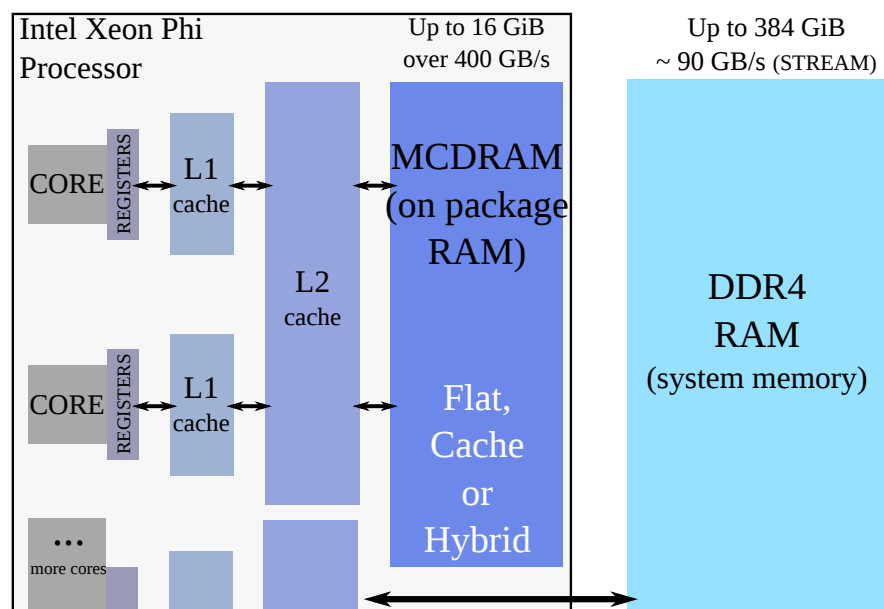 Intel Xeon Phi
Processor
Up to 16 GiB
over 400 GB/s
Up to 384 GiB
~ 90 GB/s (STREAM)
CORE
REGISTERS
L1
cache
L2
cache
MCDRAM
(on package
RAM)
DDR4
RAM
(system memory)
CORE
REGISTERS
L1
cache
Flat,
Cache
or
Hybrid
...
more cores